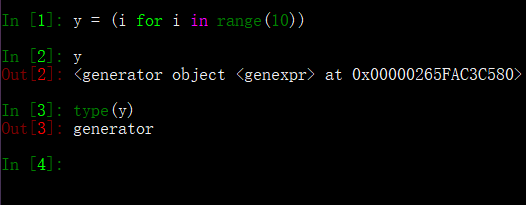 In [1]: y = (i for i in range(10))
In [2]: y
Out[2]: <generator object <genexpr> at 0x00000265FAC3C580>
In [3]: type(y)
Out[3]: generator
In [4]: